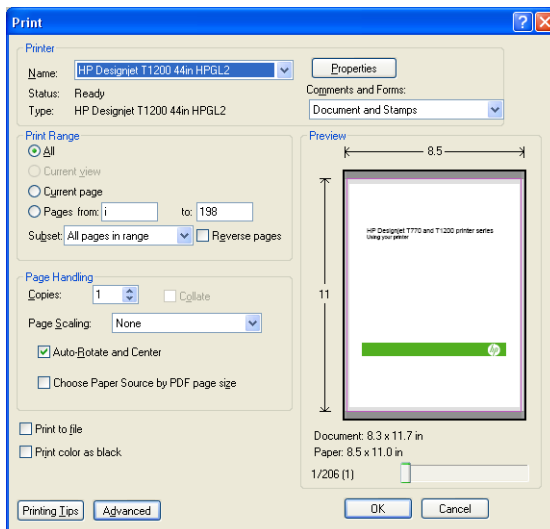 Print
Printer
Name: HP Designjet T1200 44in HPGL2
Properties
Status: Ready
Type: HP Designjet T1200 44in HPGL2
Comments and Forms:
Document and Stamps
Print Range
All
Current view
Current page
Pages from: i to: 198
Subset: All pages in range Reverse pages
Page Handling
Copies: 1 Collate
Page Scaling: None
Auto-Rotate and Center
Choose Paper Source by PDF page size
Print to file
Print color as black
Preview
8.5
11
HP Designjet T770 and T1200 printer series
Using your printer
hp
Document: 8.3 x 11.7 in
Paper: 8.5 x 11.0 in
1/206 (1)
Printing Tips Advanced OK Cancel